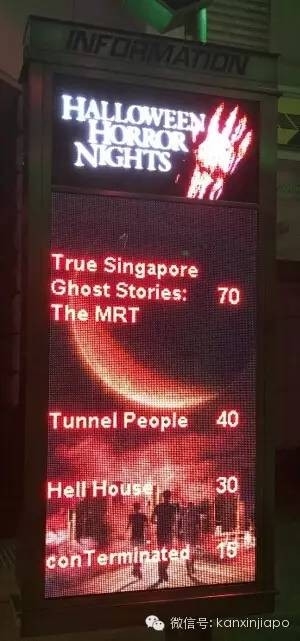 INFORMATION
HALLOWEEN
HORROR
NIGHTS
True Singapore
Ghost Stories: 70
The MRT
Tunnel People 40
Hell House 30
conTerminated 15
微信号: kanxinjiapo